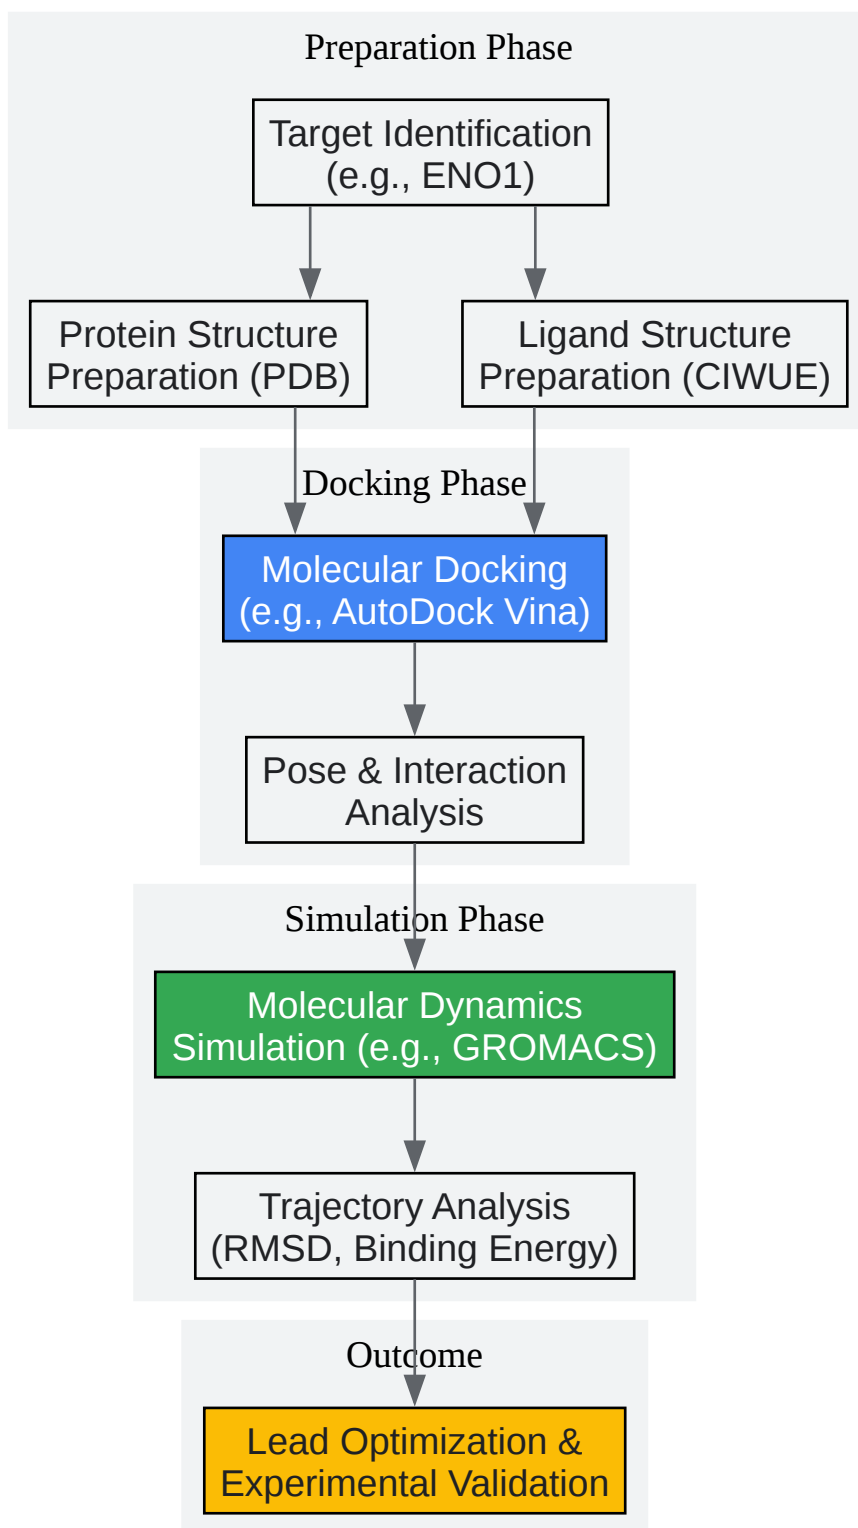 Preparation Phase
Target Identification
(e.g., ENO1)
Protein Structure
Preparation (PDB)
Ligand Structure
Preparation (CIWUE)
Docking Phase
Molecular Docking
(e.g., AutoDock Vina)
Pose & Interaction
Analysis
Simulation Phase
Molecular Dynamics
Simulation (e.g., GROMACS)
Trajectory Analysis
(RMSD, Binding Energy)
Outcome
Lead Optimization &
Experimental Validation